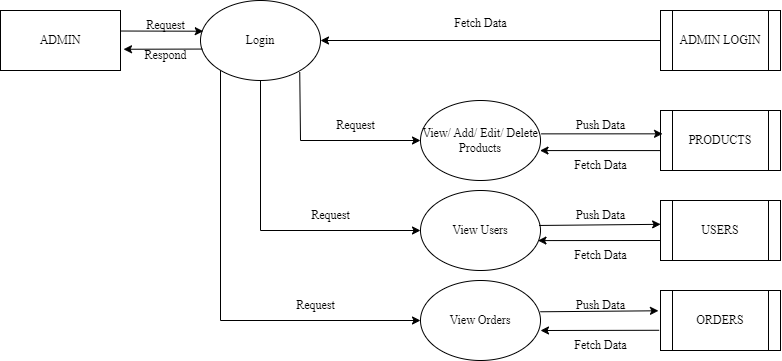 Request
Fetch Data
ADMIN
Login
ADMIN LOGIN
Respond
Request
View/ Add/ Edit/ Delete
Products
Push Data
PRODUCTS
Fetch Data
Request
View Users
Push Data
USERS
Fetch Data
Request
View Orders
Push Data
ORDERS
Fetch Data